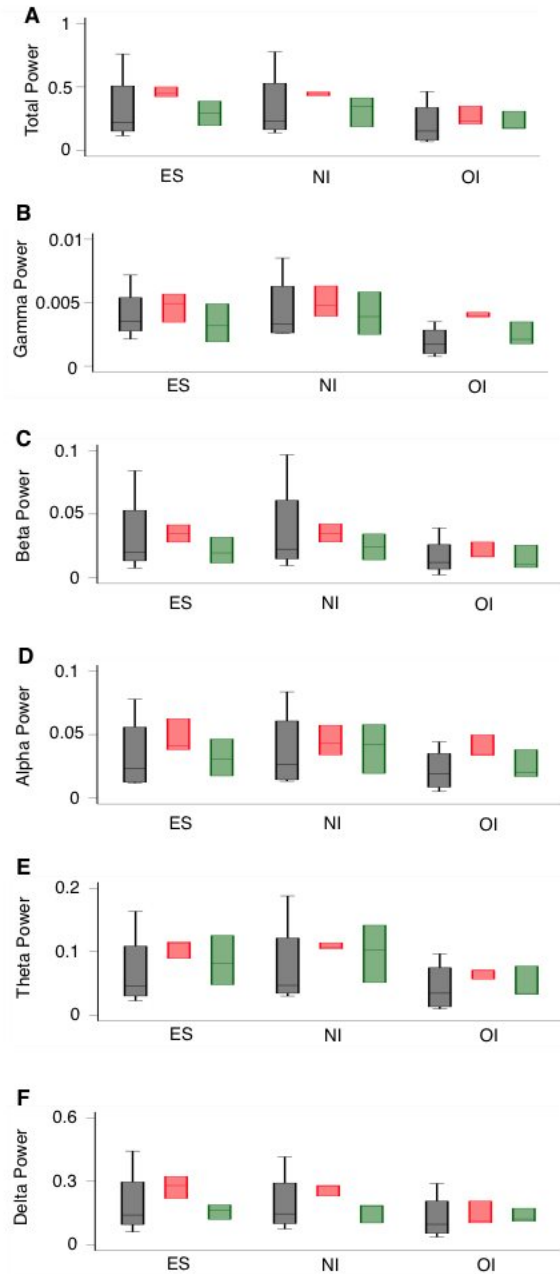 A
Total Power
1
0.5
0
ES NI OI
B
Gamma Power
0.01
0.005
0
ES NI OI
C
Beta Power
0.1
0.05
0
ES NI OI
D
Alpha Power
0.1
0.05
0
ES NI OI
E
Theta Power
0.2
0.1
0
ES NI OI
F
Delta Power
0.6
0.3
0
ES NI OI